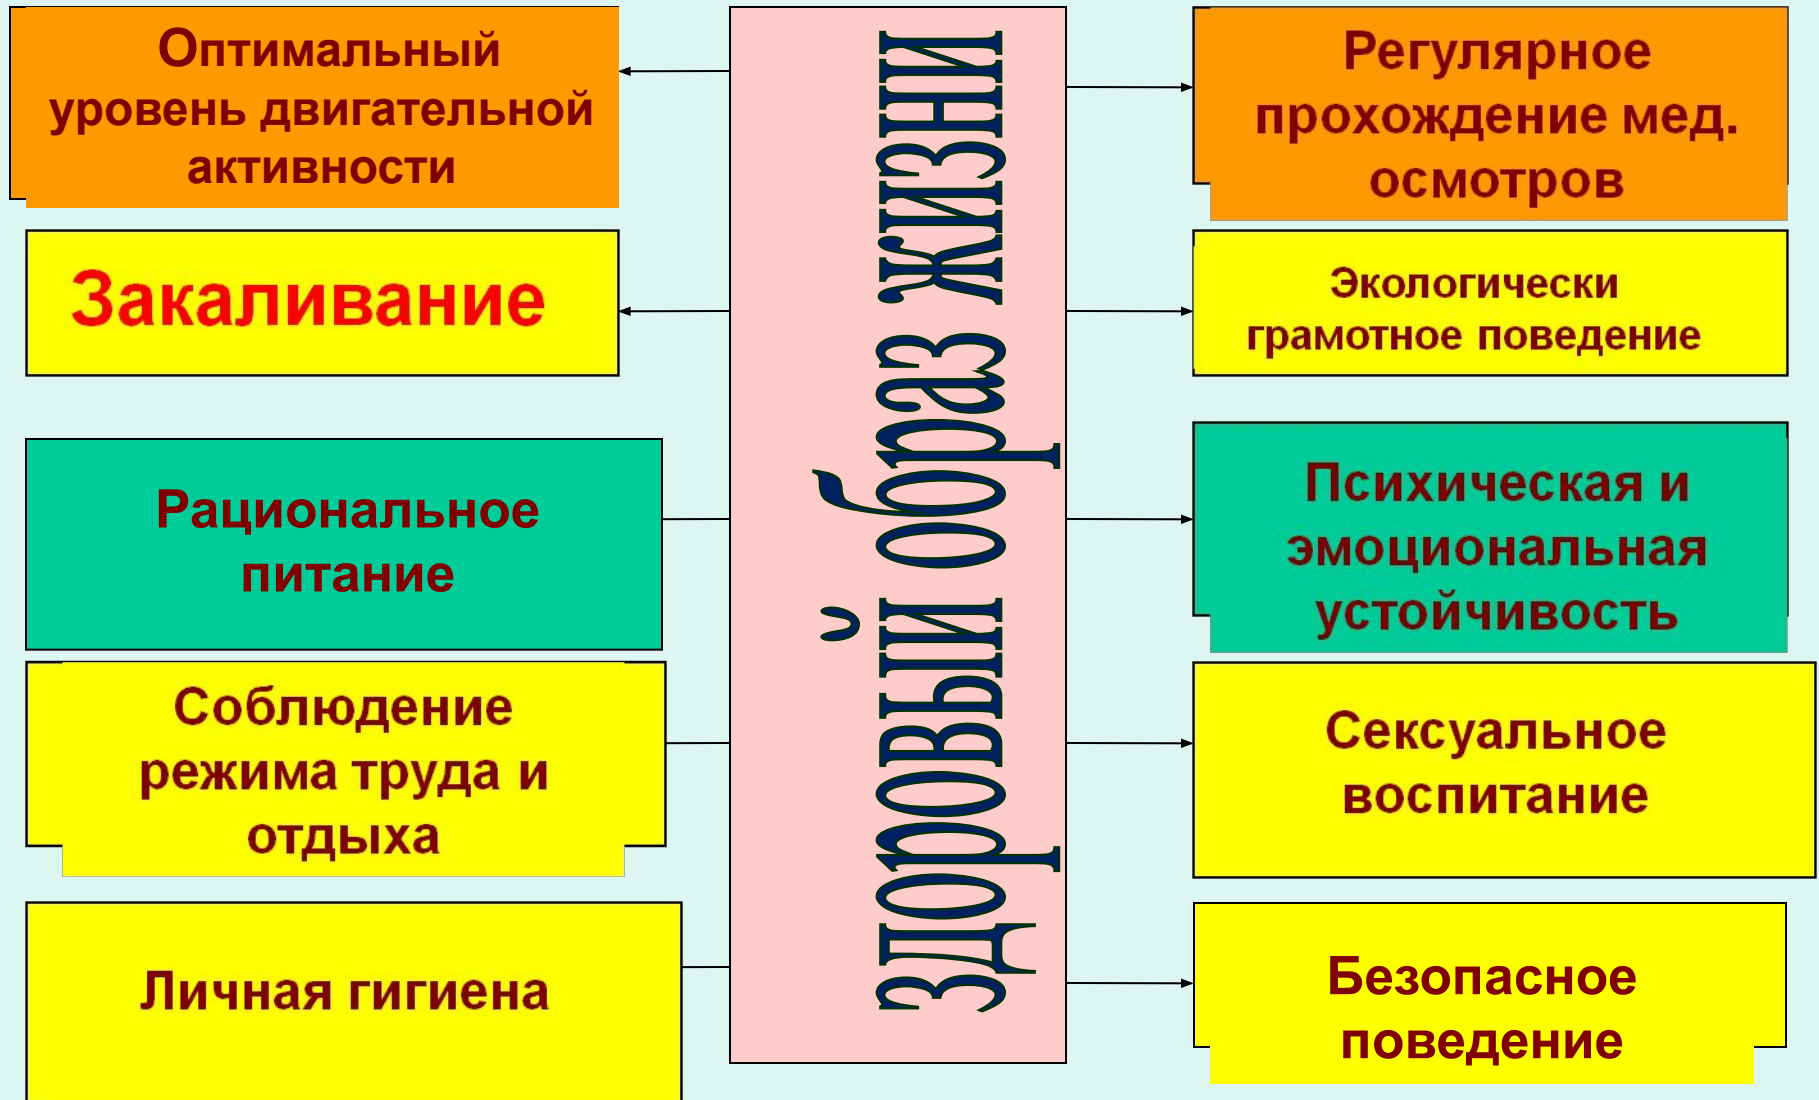 Оптимальный
уровень двигательной
активности
Закаливание
Рациональное
питание
Соблюдение
режима труда и
отдыха
Личная гигиена
здоровый образ жизни
Регулярное
прохождение мед.
осмотров
Экологически
грамотное поведение
Психическая и
эмоциональная
устойчивость
Сексуальное
воспитание
Безопасное
поведение